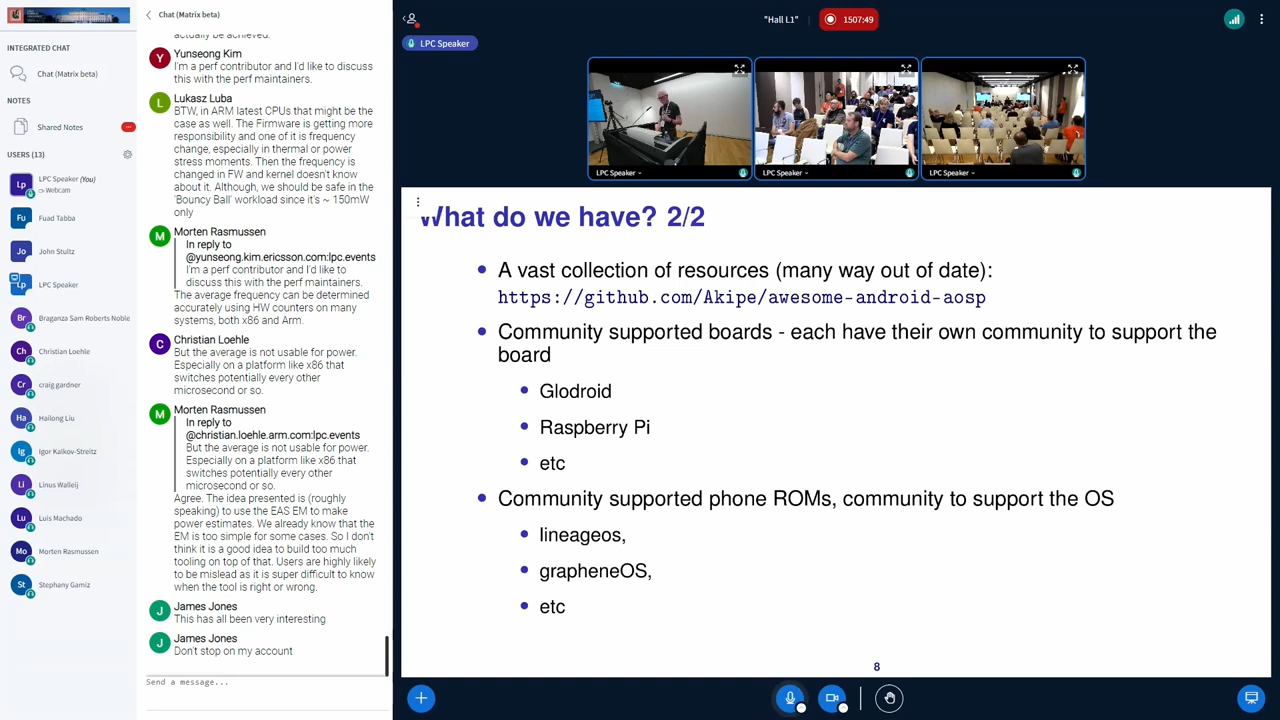 INTEGRATED CHAT
Chat (Matrix beta)
NOTES
Shared Notes
USERS (13)
Lp
LPC Speaker (You)
Webcam
Fu
Fuad Tabba
Jo
John Stultz
Lp
LPC Speaker
Br
Braganza Sam Roberts Noble
Ch
Christian Loehle
Cr
craig gardner
Ha
Hailong Liu
Ig
Igor Kalkov-Streitz
Li
Linus Walleij
Lu
Luis Machado
Mo
Morten Rasmussen
St
Stephany Gamiz
Chat (Matrix beta)
actually be achieved.
Y
Yunseong Kim
I'm a perf contributor and I'd like to discuss
this with the perf maintainers.
L
Lukasz Luba
BTW, in ARM latest CPUs that might be the
case as well. The Firmware is getting more
responsibility and one of it is frequency
change, especially in thermal or power
stress moments. Then the frequency is
changed in FW and kernel doesn't know
about it. Although, we should be safe in the
'Bouncy Ball' workload since it's ~ 150mW
only
M
Morten Rasmussen
In reply to
@yunseong.kim.ericsson.com:lpc.events
I'm a perf contributor and I'd like to
discuss this with the perf maintainers.
The average frequency can be determined
accurately using HW counters on many
systems, both x86 and Arm.
C
Christian Loehle
But the average is not usable for power.
Especially on a platform like x86 that
switches potentially every other
microsecond or so.
M
Morten Rasmussen
In reply to
@christian.loehle.arm.com:lpc.events
But the average is not usable for power.
Especially on a platform like x86 that
switches potentially every other
microsecond or so.
Agree. The idea presented is (roughly
speaking) to use the EAS EM to make
power estimates. We already know that the
EM is too simple for some cases. So I don't
think it is a good idea to build too much
tooling on top of that. Users are highly likely
to be mislead as it is super difficult to know
when the tool is right or wrong.
J
James Jones
This has all been very interesting
J
James Jones
Don't stop on my account
Send a message...
"Hall L1"
1507:49
LPC Speaker
LPC Speaker
LPC Speaker
LPC Speaker
What do we have? 2/2
• A vast collection of resources (many way out of date):
https://github.com/Akipe/awesome-android-aosp
• Community supported boards - each have their own community to support the
board
• Glodroid
• Raspberry Pi
• etc
• Community supported phone ROMs, community to support the OS
• lineageos,
• grapheneOS,
• etc
8